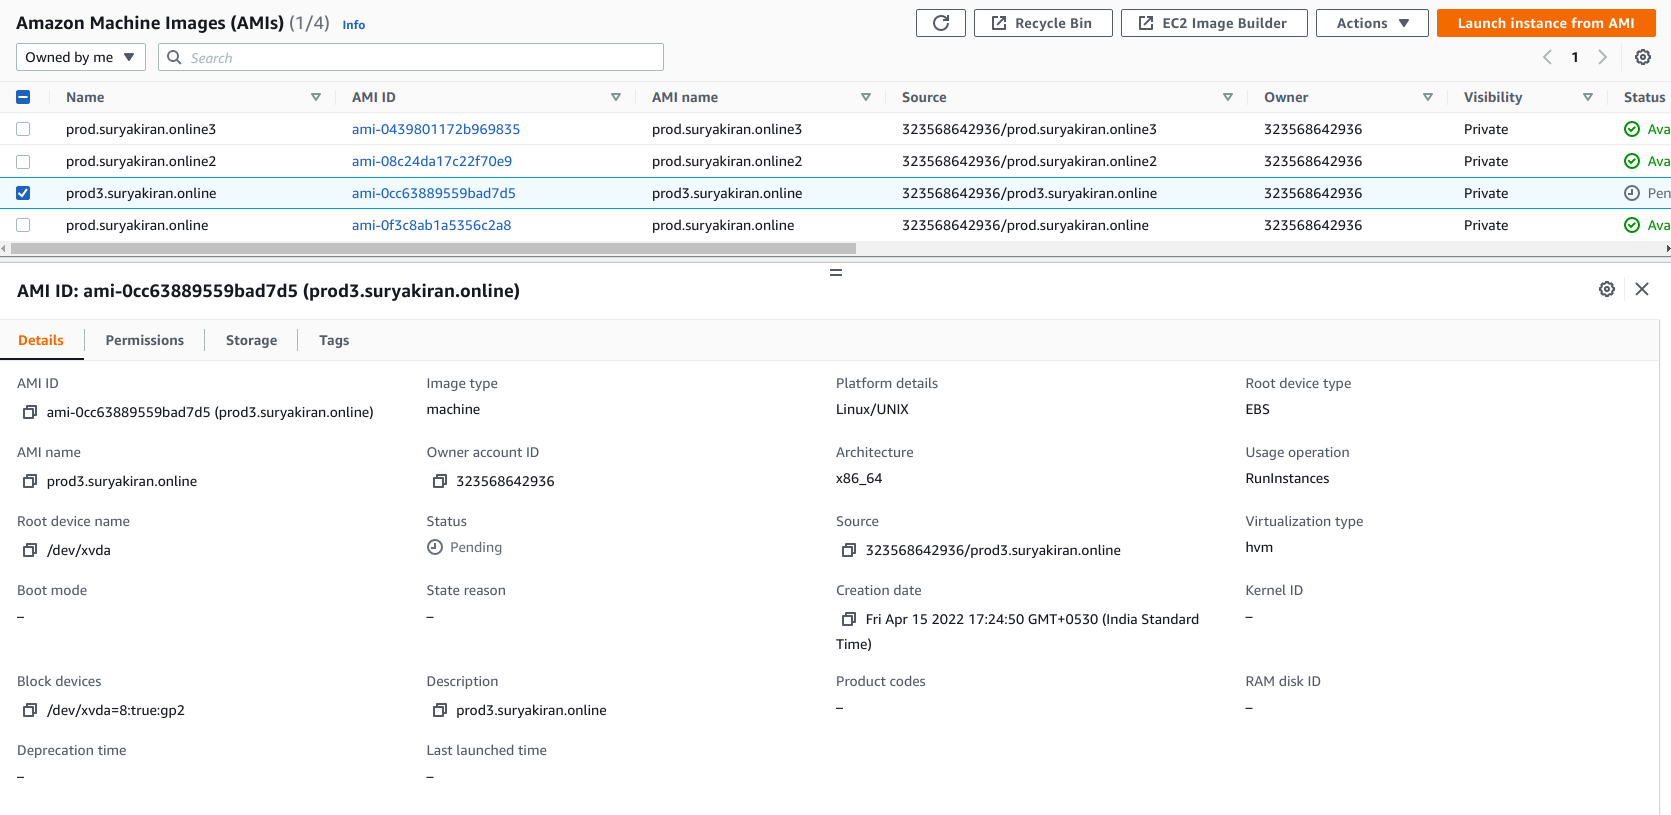 Amazon Machine Images (AMIs) (1/4) Info
Recycle Bin
EC2 Image Builder
Actions
Launch instance from AMI
Owned by me
Search
1
Name AMI ID AMI name Source Owner Visibility Status
prod.suryakiran.online3 ami-0439801172b969835 prod.suryakiran.online3 323568642936/prod.suryakiran.online3 323568642936 Private Ava
prod.suryakiran.online2 ami-08c24da17c22f70e9 prod.suryakiran.online2 323568642936/prod.suryakiran.online2 323568642936 Private Ava
prod3.suryakiran.online ami-0cc63889559bad7d5 prod3.suryakiran.online 323568642936/prod3.suryakiran.online 323568642936 Private Pen
prod.suryakiran.online ami-0f3c8ab1a5356c2a8 prod.suryakiran.online 323568642936/prod.suryakiran.online 323568642936 Private Ava
AMI ID: ami-0cc63889559bad7d5 (prod3.suryakiran.online)
Details Permissions Storage Tags
AMI ID Image type Platform details Root device type
ami-0cc63889559bad7d5 (prod3.suryakiran.online) machine Linux/UNIX EBS
AMI name Owner account ID Architecture Usage operation
prod3.suryakiran.online 323568642936 x86_64 RunInstances
Root device name Status Source Virtualization type
/dev/xvda Pending 323568642936/prod3.suryakiran.online hvm
Boot mode State reason Creation date Kernel ID
– – Fri Apr 15 2022 17:24:50 GMT+0530 (India Standard –
Time)
Block devices Description Product codes RAM disk ID
/dev/xvda=8:true:gp2 prod3.suryakiran.online – –
Deprecation time Last launched time
– –